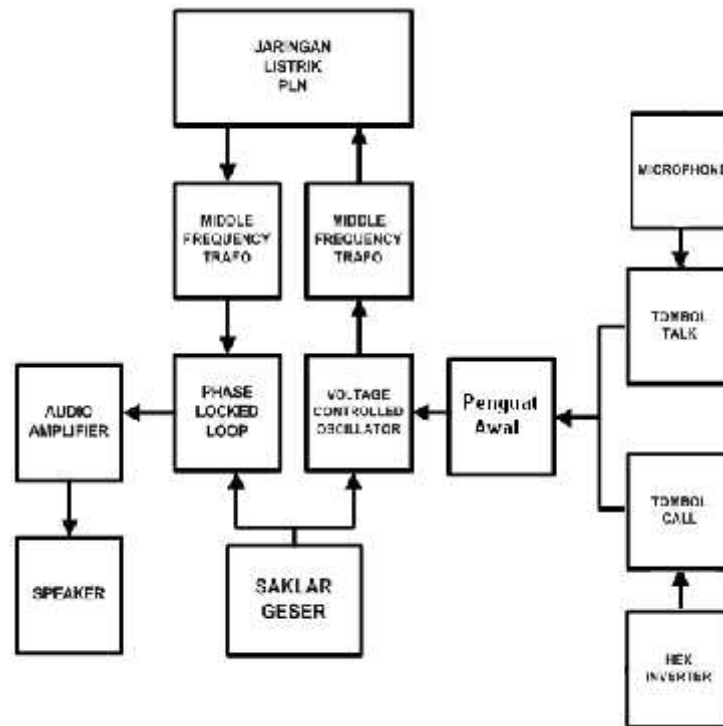 JARINGAN
LISTRIK
PLN
MICROPHONE
MIDDLE
FREQUENCY
TRAFO
MIDDLE
FREQUENCY
TRAFO
TOMBOL
TALK
AUDIO
AMPLIFIER
PHASE
LOCKED
LOOP
VOLTAGE
CONTROLLED
OSCILLATOR
Penguat
Awal
TOMBOL
CALL
SPEAKER
SAKLAR
GESER
HEX
INVERTER